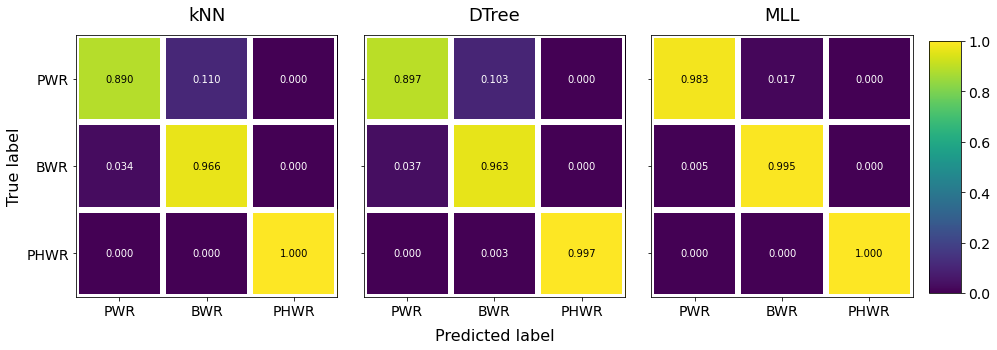 kNN DTree MLL
PWR 0.890 0.110 0.000 0.897 0.103 0.000 0.983 0.017 0.000
BWR 0.034 0.966 0.000 0.037 0.963 0.000 0.005 0.995 0.000
PHWR 0.000 0.000 1.000 0.000 0.003 0.997 0.000 0.000 1.000
PWR BWR PHWR PWR BWR PHWR PWR BWR PHWR
True label
Predicted label
1.0
0.8
0.6
0.4
0.2
0.0